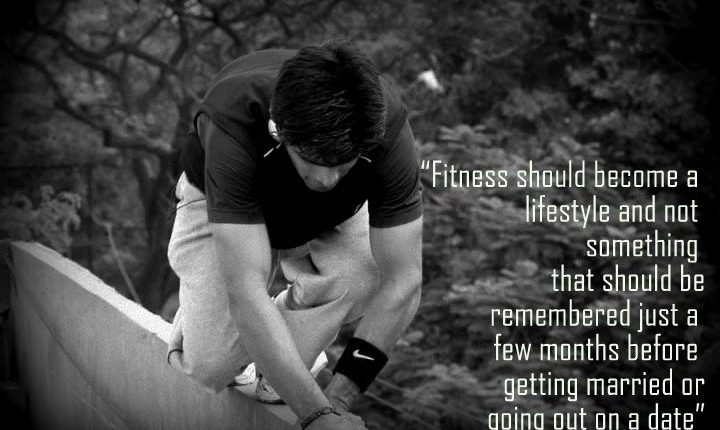 “Fitness should become a
lifestyle and not
something
that should be
remembered just a
few months before
getting married or
going out on a date”